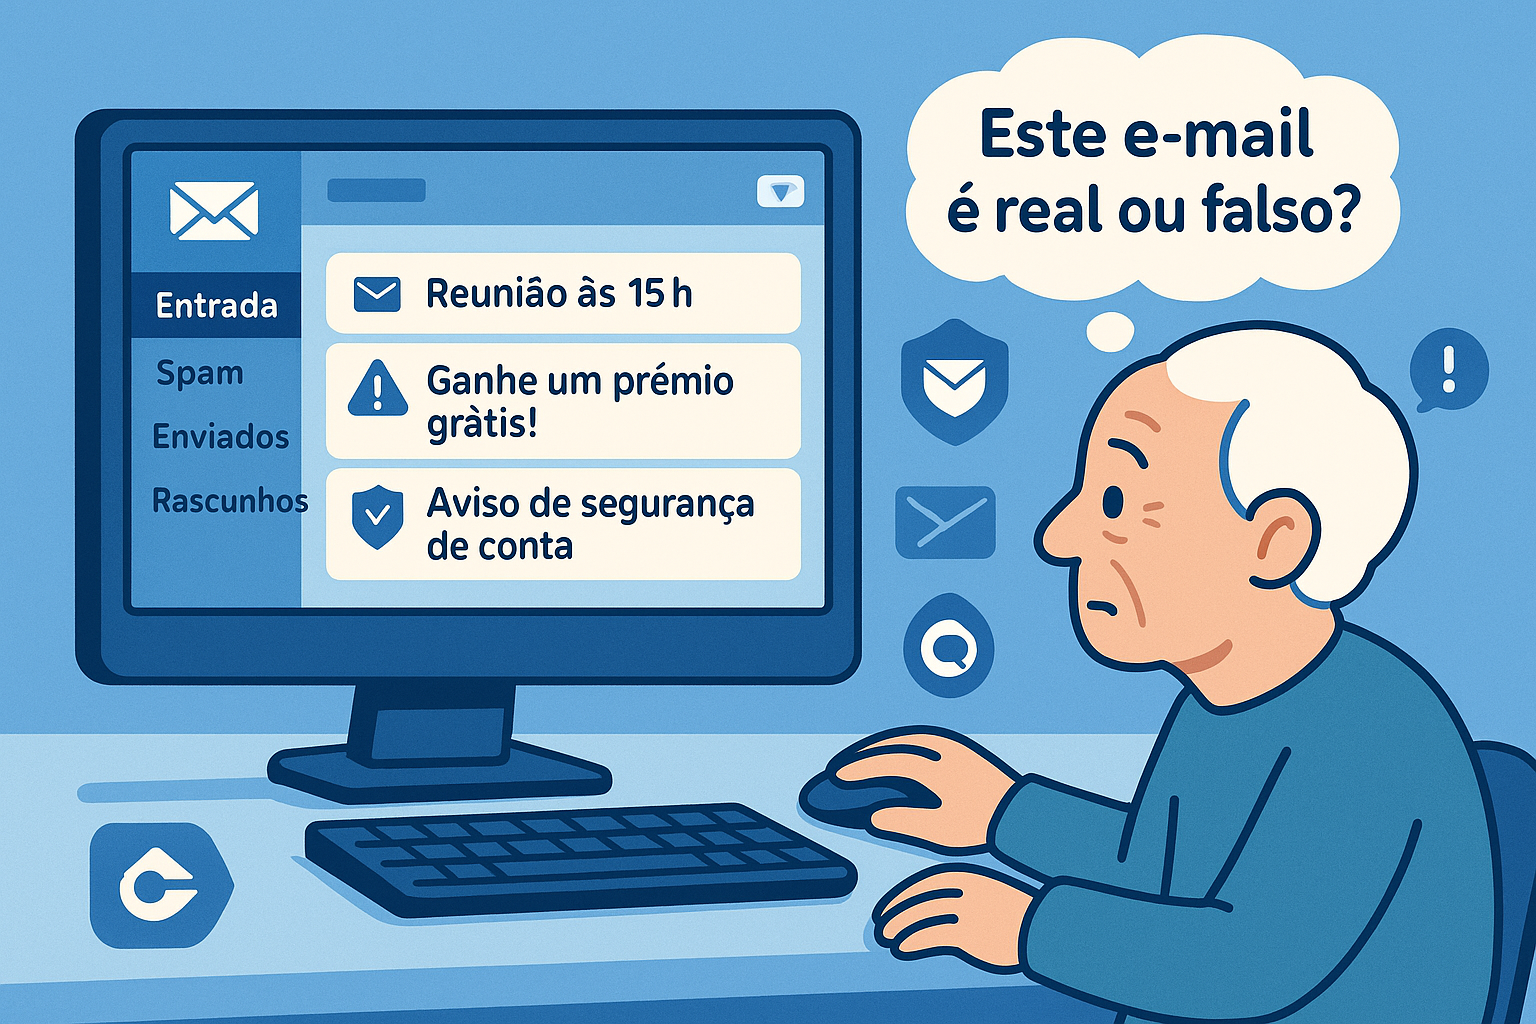 Este e-mail
é real ou falso?
Entrada
Spam
Enviados
Rascunhos
Reunião às 15 h
Ganhe um prémio
gràtis!
Aviso de segurança
de conta